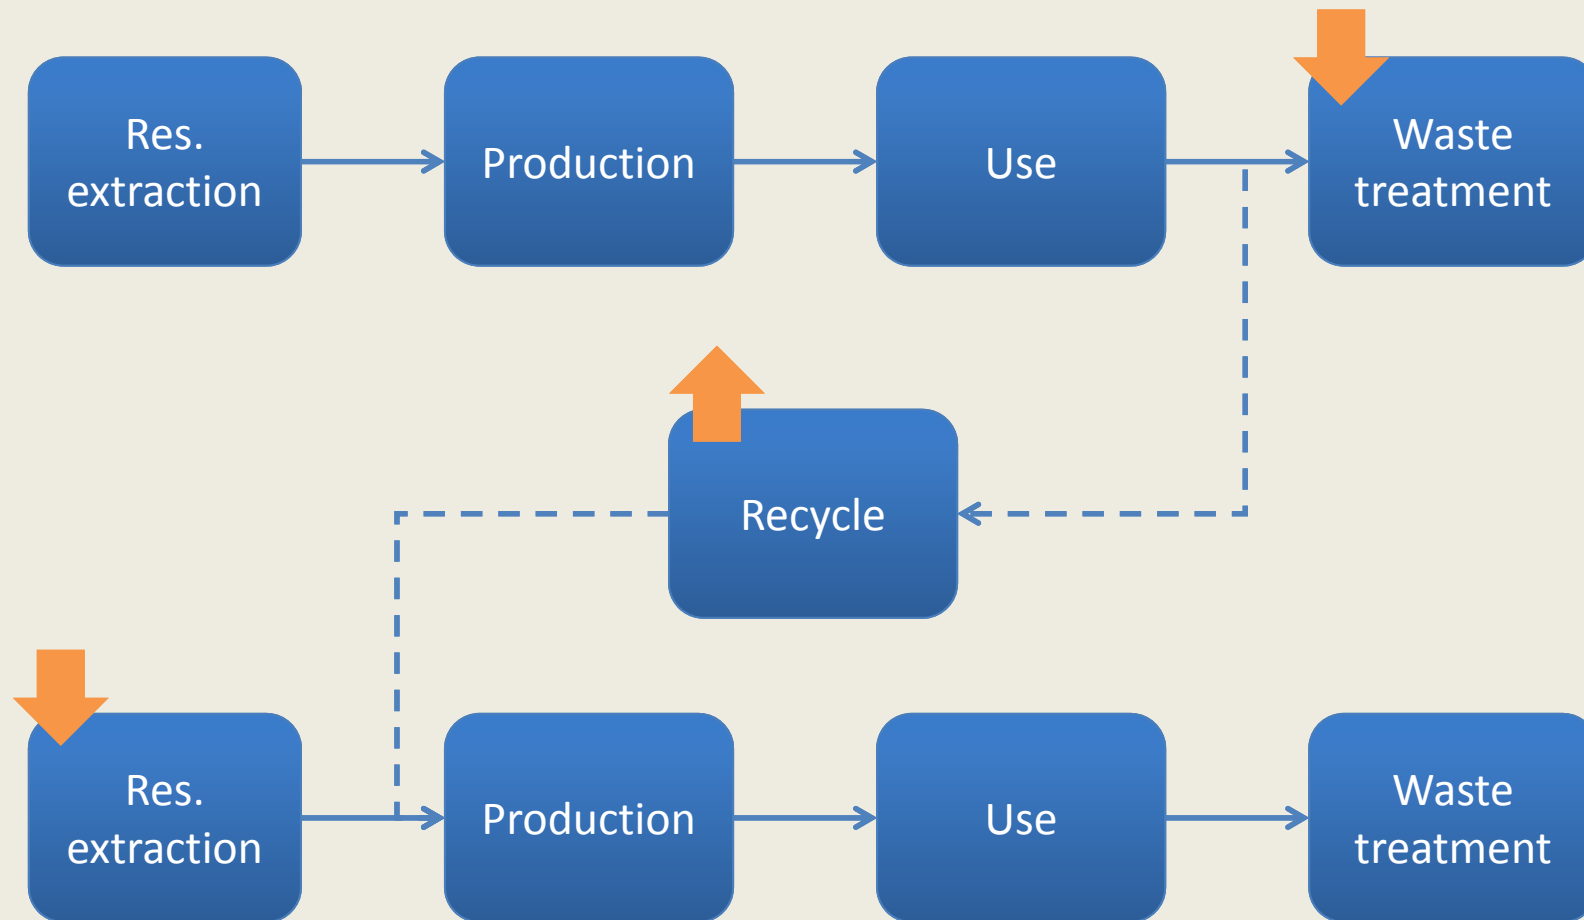 Res.
extraction
Production
Use
Waste
treatment
Recycle
Res.
extraction
Production
Use
Waste
treatment